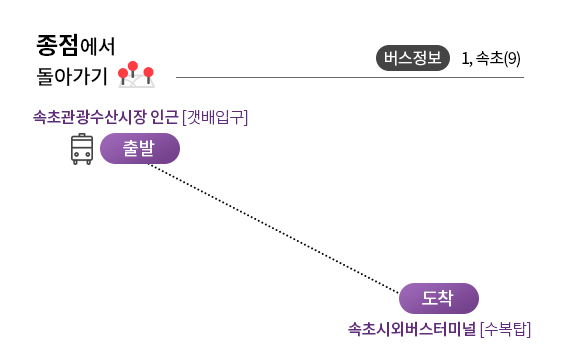 종점에서
돌아가기
버스정보 1, 속초(9)
속초관광수산시장 인근 [갯배입구]
출발
도착
속초시외버스터미널 [수복탑]